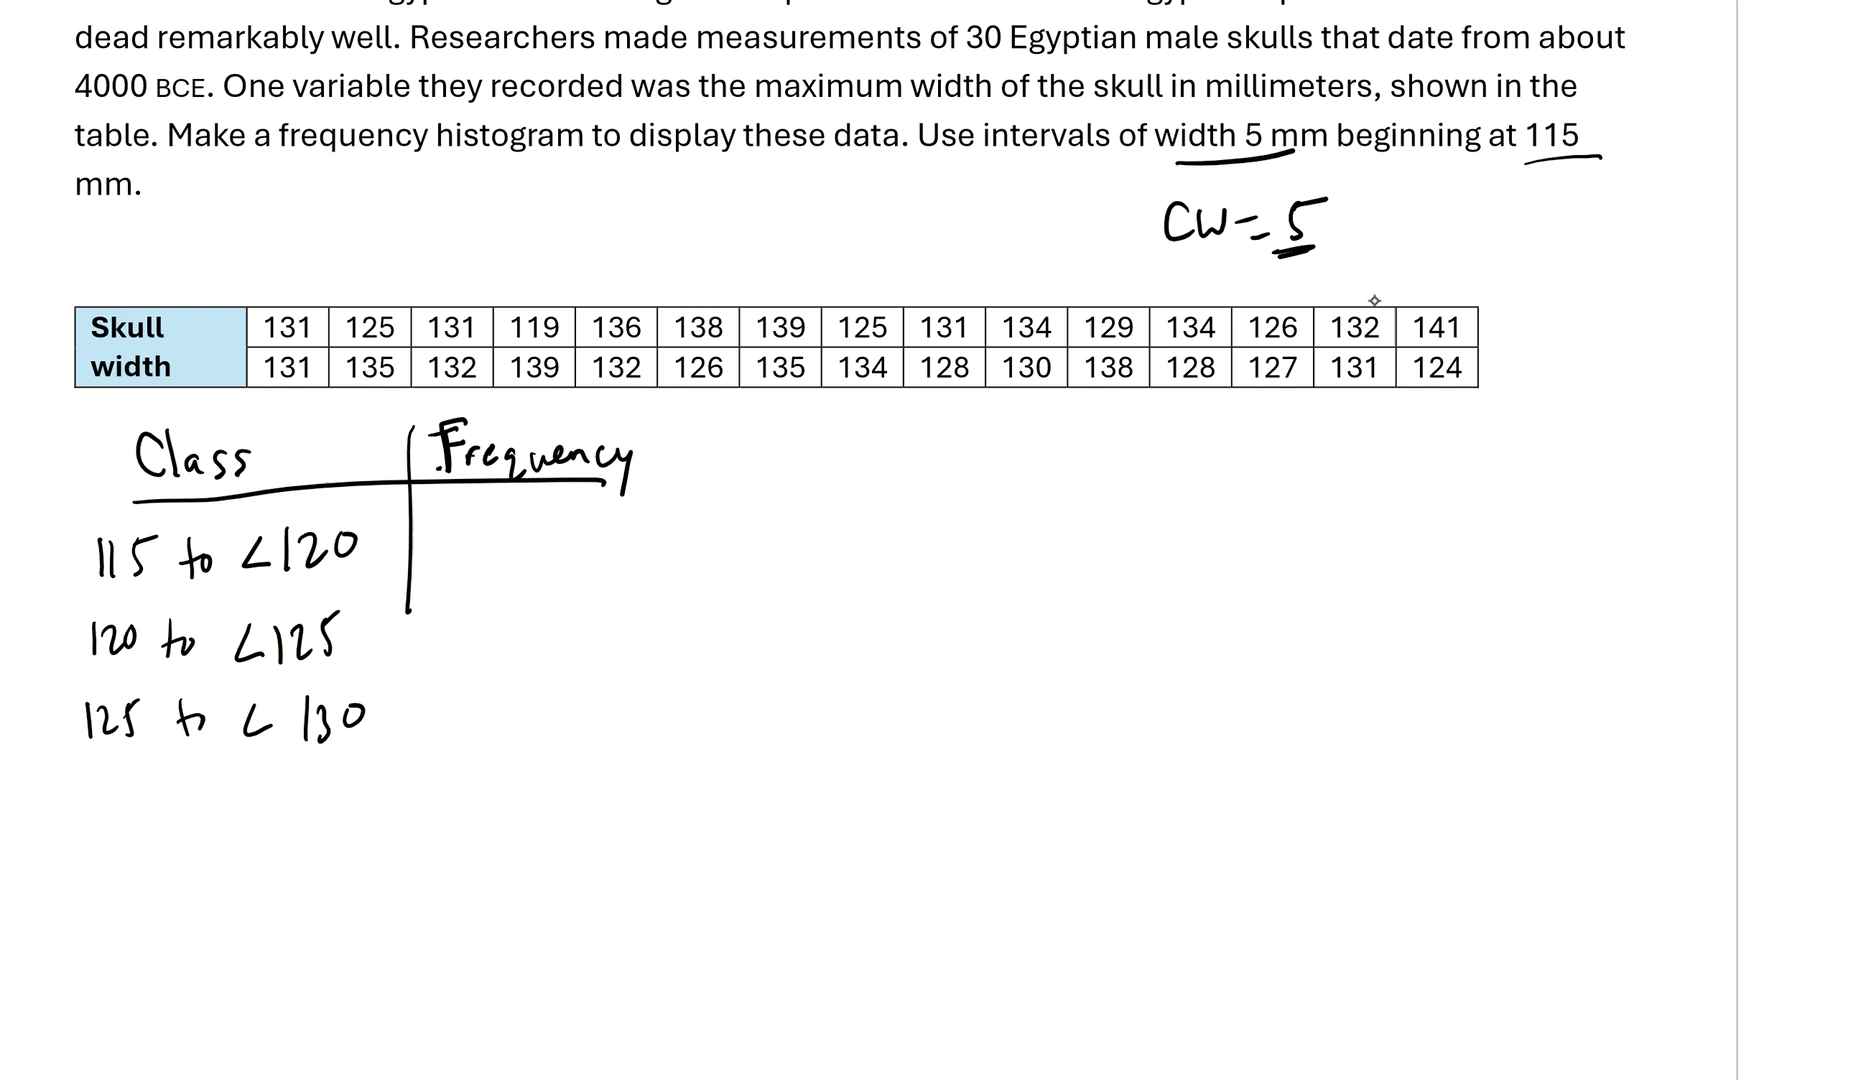 dead remarkably well. Researchers made measurements of 30 Egyptian male skulls that date from about
4000 BCE. One variable they recorded was the maximum width of the skull in millimeters, shown in the
table. Make a frequency histogram to display these data. Use intervals of width 5 mm beginning at 115
mm.
CW = 5
Skull width
131 125 131 119 136 138 139 125 131 134 129 134 126 132 141
131 135 132 139 132 126 135 134 128 130 138 128 127 131 124
Class Frequency
115 to <120
120 to <125
125 to < 130